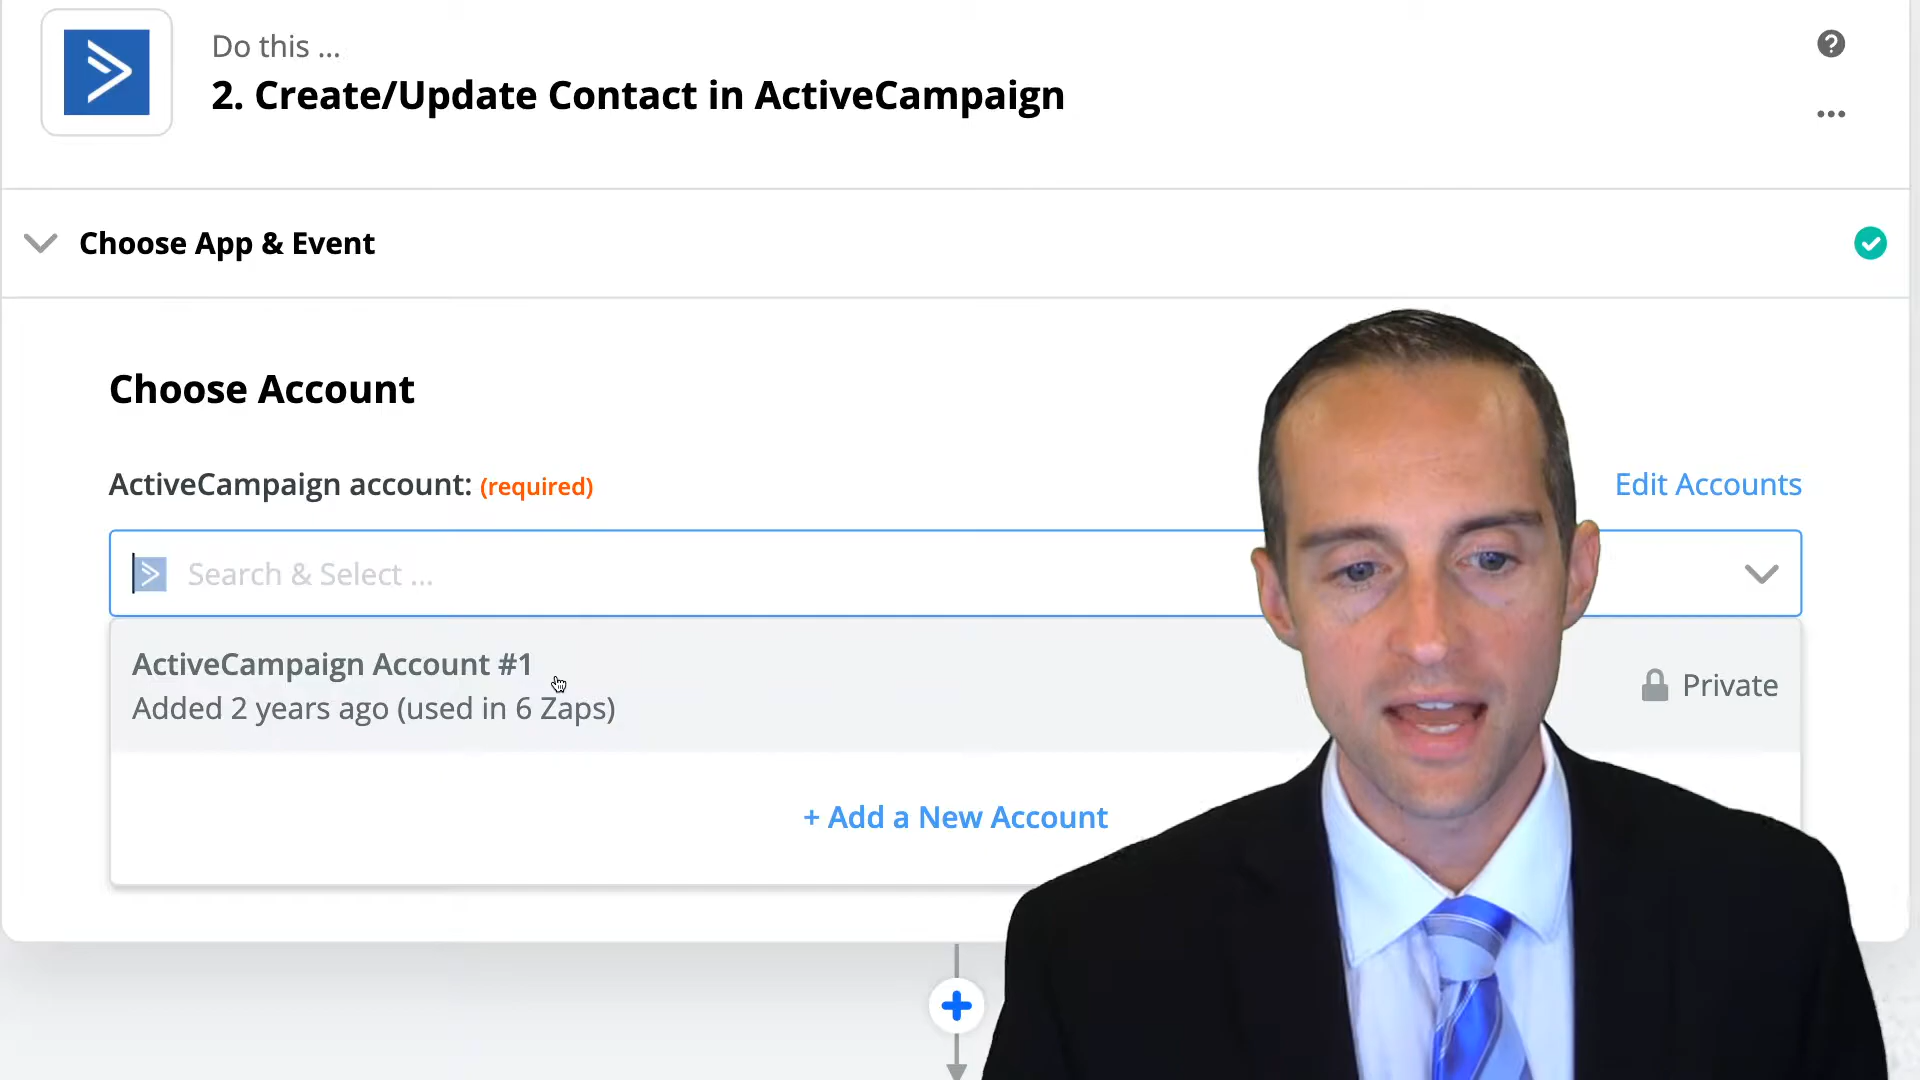 Do this ...
2. Create/Update Contact in ActiveCampaign
Choose App & Event
Choose Account
ActiveCampaign account: (required)
Edit Accounts
Search & Select ...
ActiveCampaign Account #1
Added 2 years ago (used in 6 Zaps)
Private
+ Add a New Account